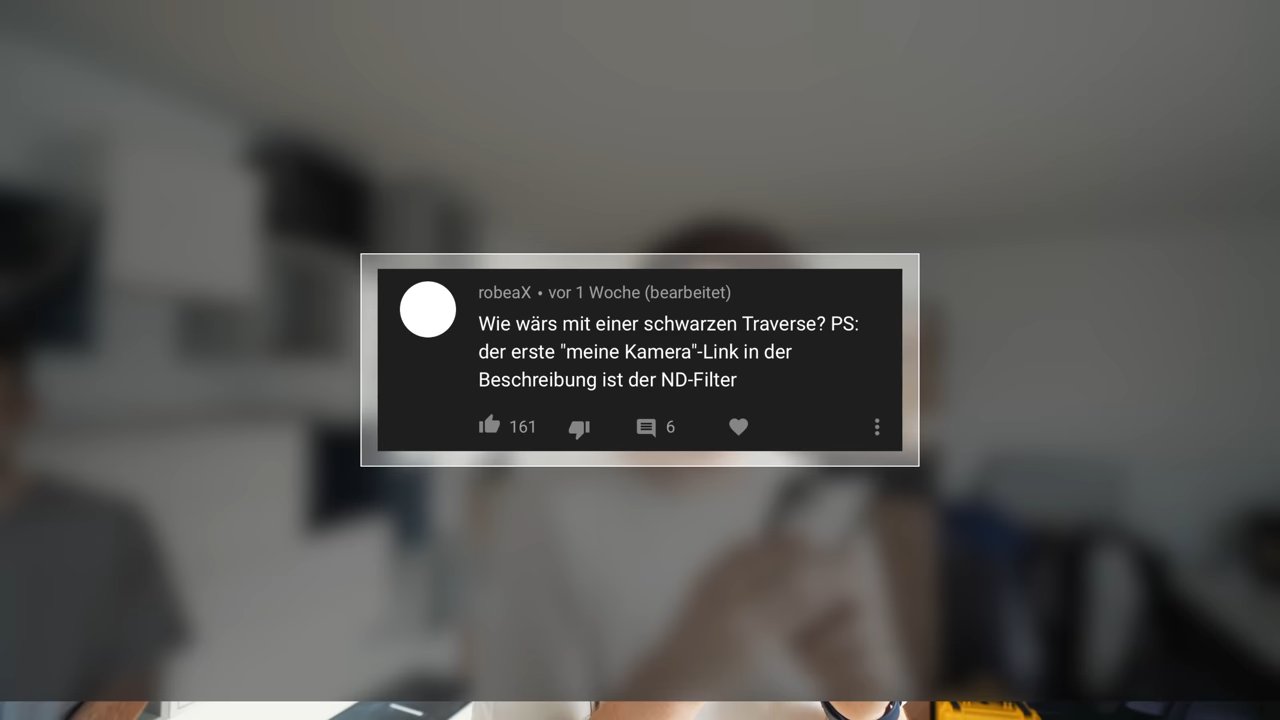 robeaX • vor 1 Woche (bearbeitet)
Wie wärs mit einer schwarzen Traverse? PS:
der erste "meine Kamera"-Link in der
Beschreibung ist der ND-Filter
161 6